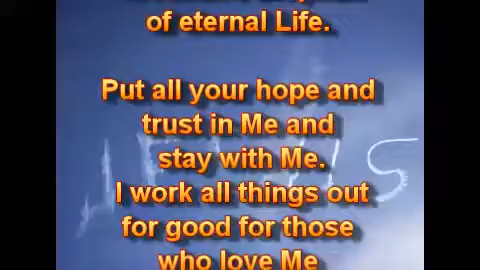 of eternal Life.
Put all your hope and
trust in Me and
stay with Me.
I work all things out
for good for those
who love Me
JESUS